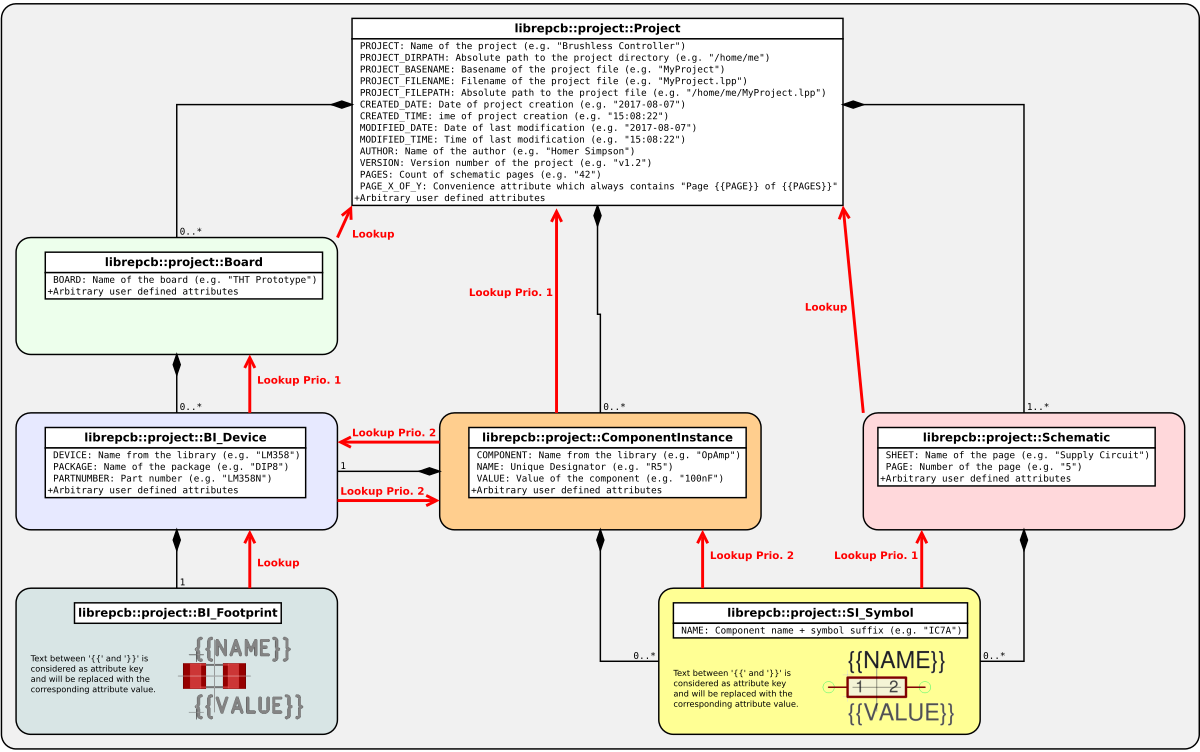 librepcb::project::Project
PROJECT: Name of the project (e.g. "Brushless Controller")
PROJECT_DIRPATH: Absolute path to the project directory (e.g. "/home/me")
PROJECT_BASENAME: Basename of the project file (e.g. "MyProject")
PROJECT_FILENAME: Filename of the project file (e.g. "MyProject.lpp")
PROJECT_FILEPATH: Absolute path to the project file (e.g. "/home/me/MyProject.lpp")
CREATED_DATE: Date of project creation (e.g. "2017-08-07")
CREATED_TIME: ime of project creation (e.g. "15:08:22")
MODIFIED_DATE: Date of last modification (e.g. "2017-08-07")
MODIFIED_TIME: Time of last modification (e.g. "15:08:22")
AUTHOR: Name of the author (e.g. "Homer Simpson")
VERSION: Version number of the project (e.g. "v1.2")
PAGES: Count of schematic pages (e.g. "42")
PAGE_X_OF_Y: Convenience attribute which always contains "Page {{PAGE}} of {{PAGES}}"
+Arbitrary user defined attributes
0..*
Lookup
librepcb::project::Board
BOARD: Name of the board (e.g. "THT Prototype")
+Arbitrary user defined attributes
Lookup Prio. 1
Lookup
Lookup Prio. 1
0..*
0..*
1..*
librepcb::project::BI_Device
DEVICE: Name from the library (e.g. "LM358")
PACKAGE: Name of the package (e.g. "DIP8")
PARTNUMBER: Part number (e.g. "LM358N")
+Arbitrary user defined attributes
Lookup Prio. 2
1
Lookup Prio. 2
librepcb::project::ComponentInstance
COMPONENT: Name from the library (e.g. "OpAmp")
NAME: Unique Designator (e.g. "R5")
VALUE: Value of the component (e.g. "100nF")
+Arbitrary user defined attributes
librepcb::project::Schematic
SHEET: Name of the page (e.g. "Supply Circuit")
PAGE: Number of the page (e.g. "5")
+Arbitrary user defined attributes
Lookup
Lookup Prio. 2
Lookup Prio. 1
1
librepcb::project::BI_Footprint
Text between '{{' and '}}' is
considered as attribute key
and will be replaced with the
corresponding attribute value.
{{NAME}}
{{VALUE}}
librepcb::project::SI_Symbol
NAME: Component name + symbol suffix (e.g. "IC7A")
0..*
0..*
Text between '{{' and '}}' is
considered as attribute key
and will be replaced with the
corresponding attribute value.
{{NAME}}
1 2
{{VALUE}}